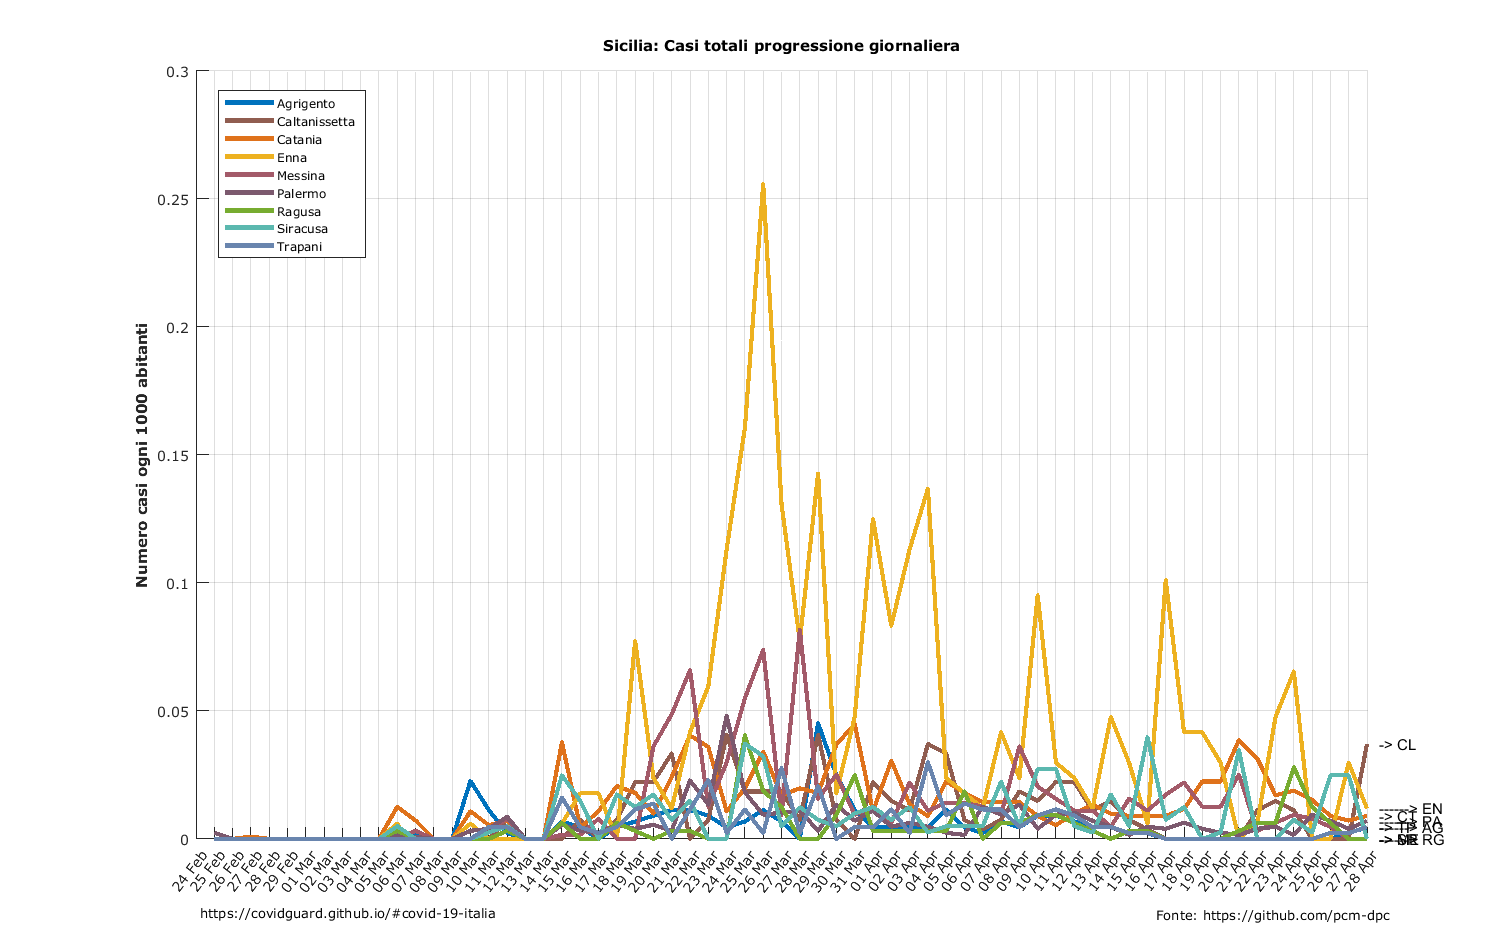 Sicilia: Casi totali progressione giornaliera
Numero casi ogni 1000 abitanti
0.3
0.25
0.2
0.15
0.1
0.05
0
Agrigento
Caltanissetta
Catania
Enna
Messina
Palermo
Ragusa
Siracusa
Trapani
-> CL
------> EN
-> CT
PA
AG
RG
24 Feb
25 Feb
26 Feb
27 Feb
28 Feb
29 Feb
01 Mar
02 Mar
03 Mar
04 Mar
05 Mar
06 Mar
07 Mar
08 Mar
09 Mar
10 Mar
11 Mar
12 Mar
13 Mar
14 Mar
15 Mar
16 Mar
17 Mar
18 Mar
19 Mar
20 Mar
21 Mar
22 Mar
23 Mar
24 Mar
25 Mar
26 Mar
27 Mar
28 Mar
29 Mar
30 Mar
31 Mar
01 Apr
02 Apr
03 Apr
04 Apr
05 Apr
06 Apr
07 Apr
08 Apr
09 Apr
10 Apr
11 Apr
12 Apr
13 Apr
14 Apr
15 Apr
16 Apr
17 Apr
18 Apr
19 Apr
20 Apr
21 Apr
22 Apr
23 Apr
24 Apr
25 Apr
26 Apr
27 Apr
28 Apr
https://covidguard.github.io/#covid-19-italia
Fonte: https://github.com/pcm-dpc